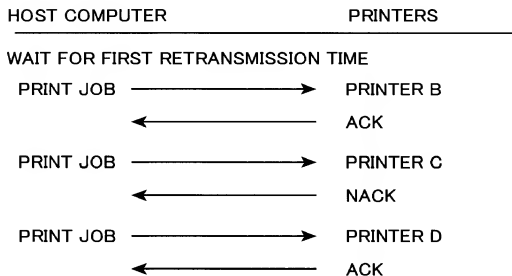 HOST COMPUTER PRINTERS
WAIT FOR FIRST RETRANSMISSION TIME
PRINT JOB PRINTER B
ACK
PRINT JOB PRINTER C
NACK
PRINT JOB PRINTER D
ACK